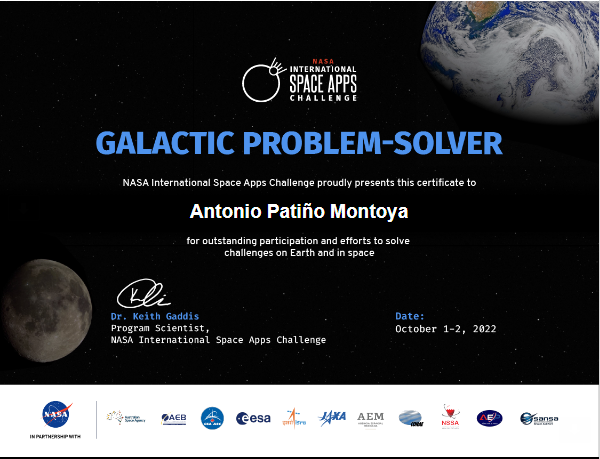 NASA
INTERNATIONAL
SPACE APPS
CHALLENGE
GALACTIC PROBLEM-SOLVER
NASA International Space Apps Challenge proudly presents this certificate to
Antonio Patiño Montoya
for outstanding participation and efforts to solve
challenges on Earth and in space
Dr. Keith Gaddis
Program Scientist,
NASA International Space Apps Challenge
Date:
October 1-2, 2022
NASA
IN PARTNERSHIP WITH
AEB
esa
JAXA
AEM
NSSA
sansa